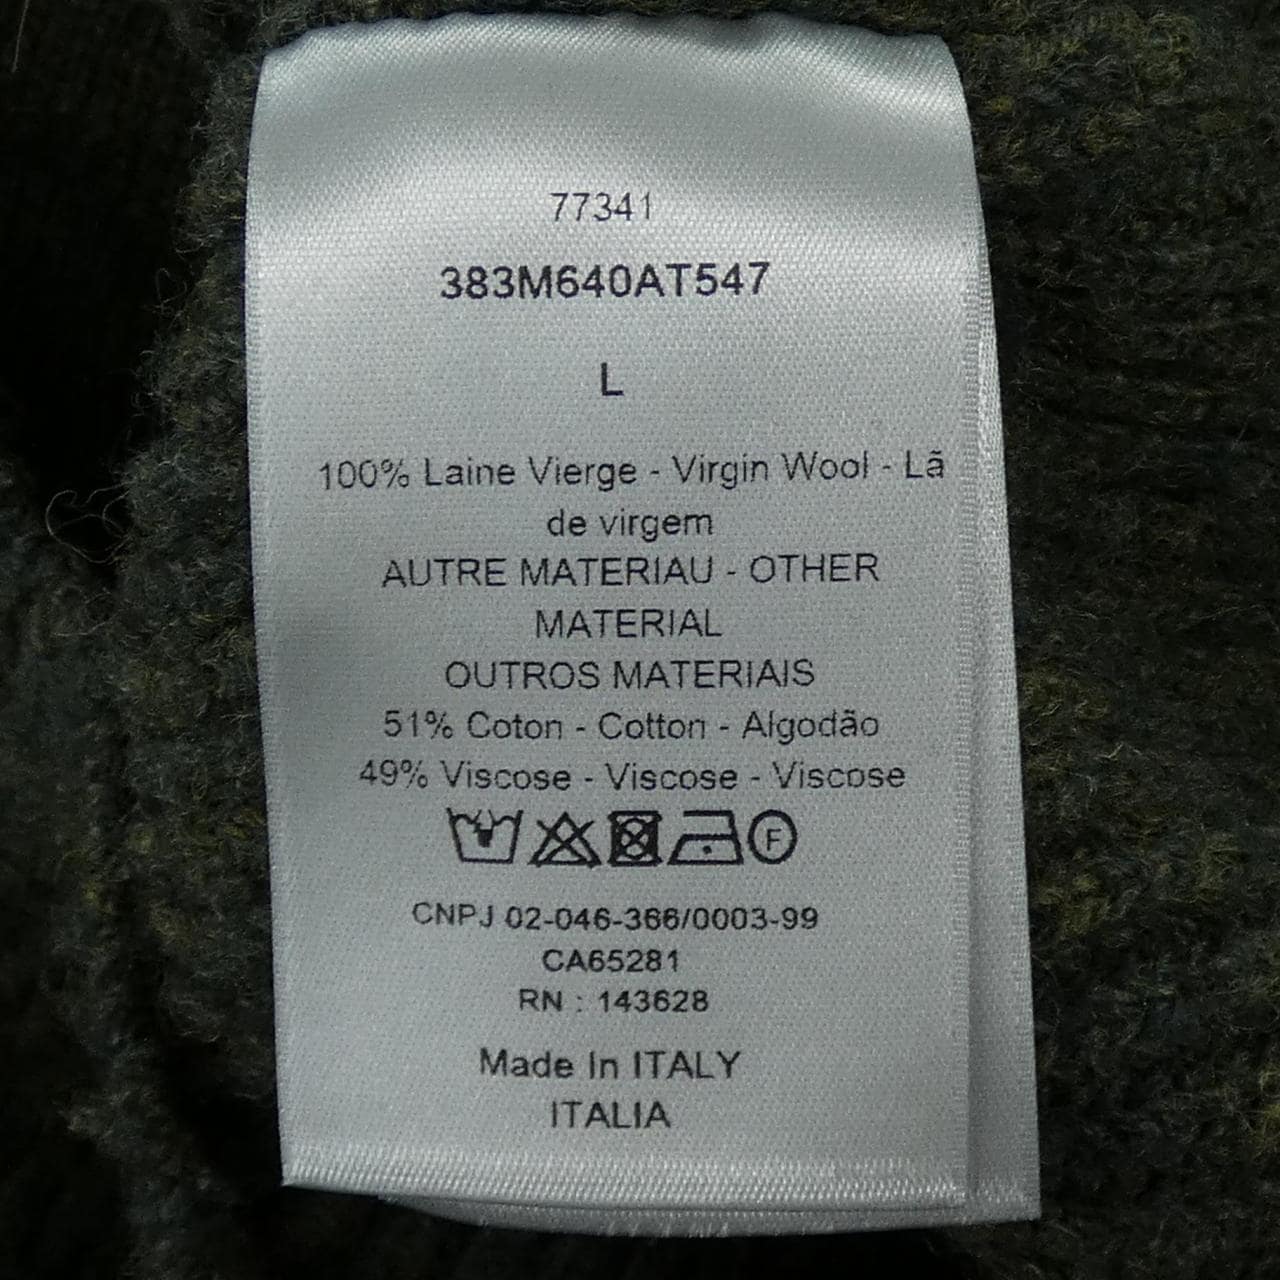 77341
383M640AT547
L
100% Laine Vierge - Virgin Wool - Lã
de virgem
AUTRE MATERIAU - OTHER
MATERIAL
OUTROS MATERIAIS
51% Coton - Cotton - Algodão
49% Viscose - Viscose - Viscose
F
CNPJ 02-046-366/0003-99
CA65281
RN : 143628
Made In ITALY
ITALIA